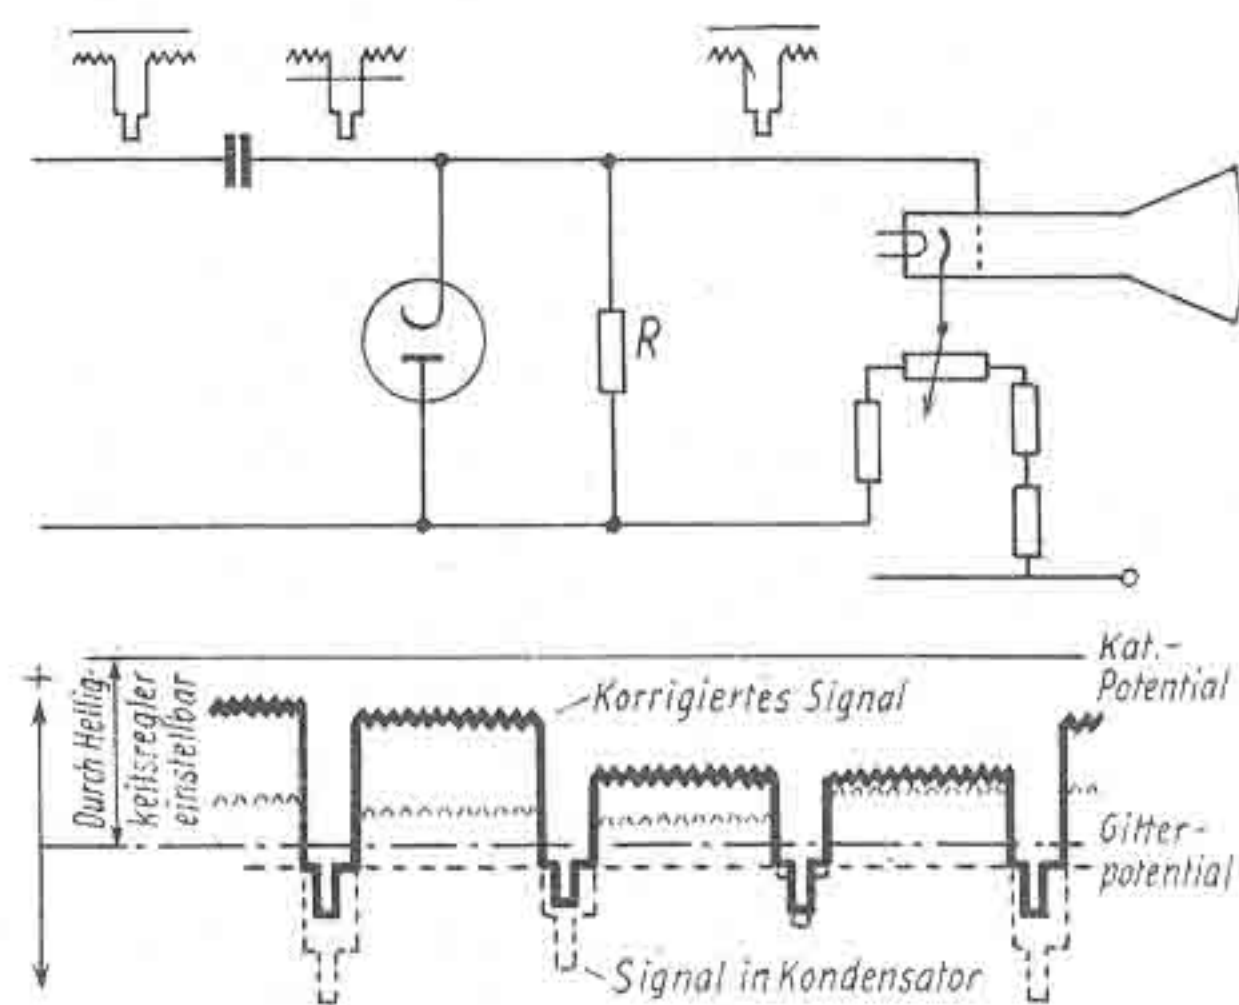 R
Kat.-
Potential
+
Durch Hellig-
keitsregler
einstellbar
Korrigiertes Signal
Gitter-
potential
Signal in Kondensator